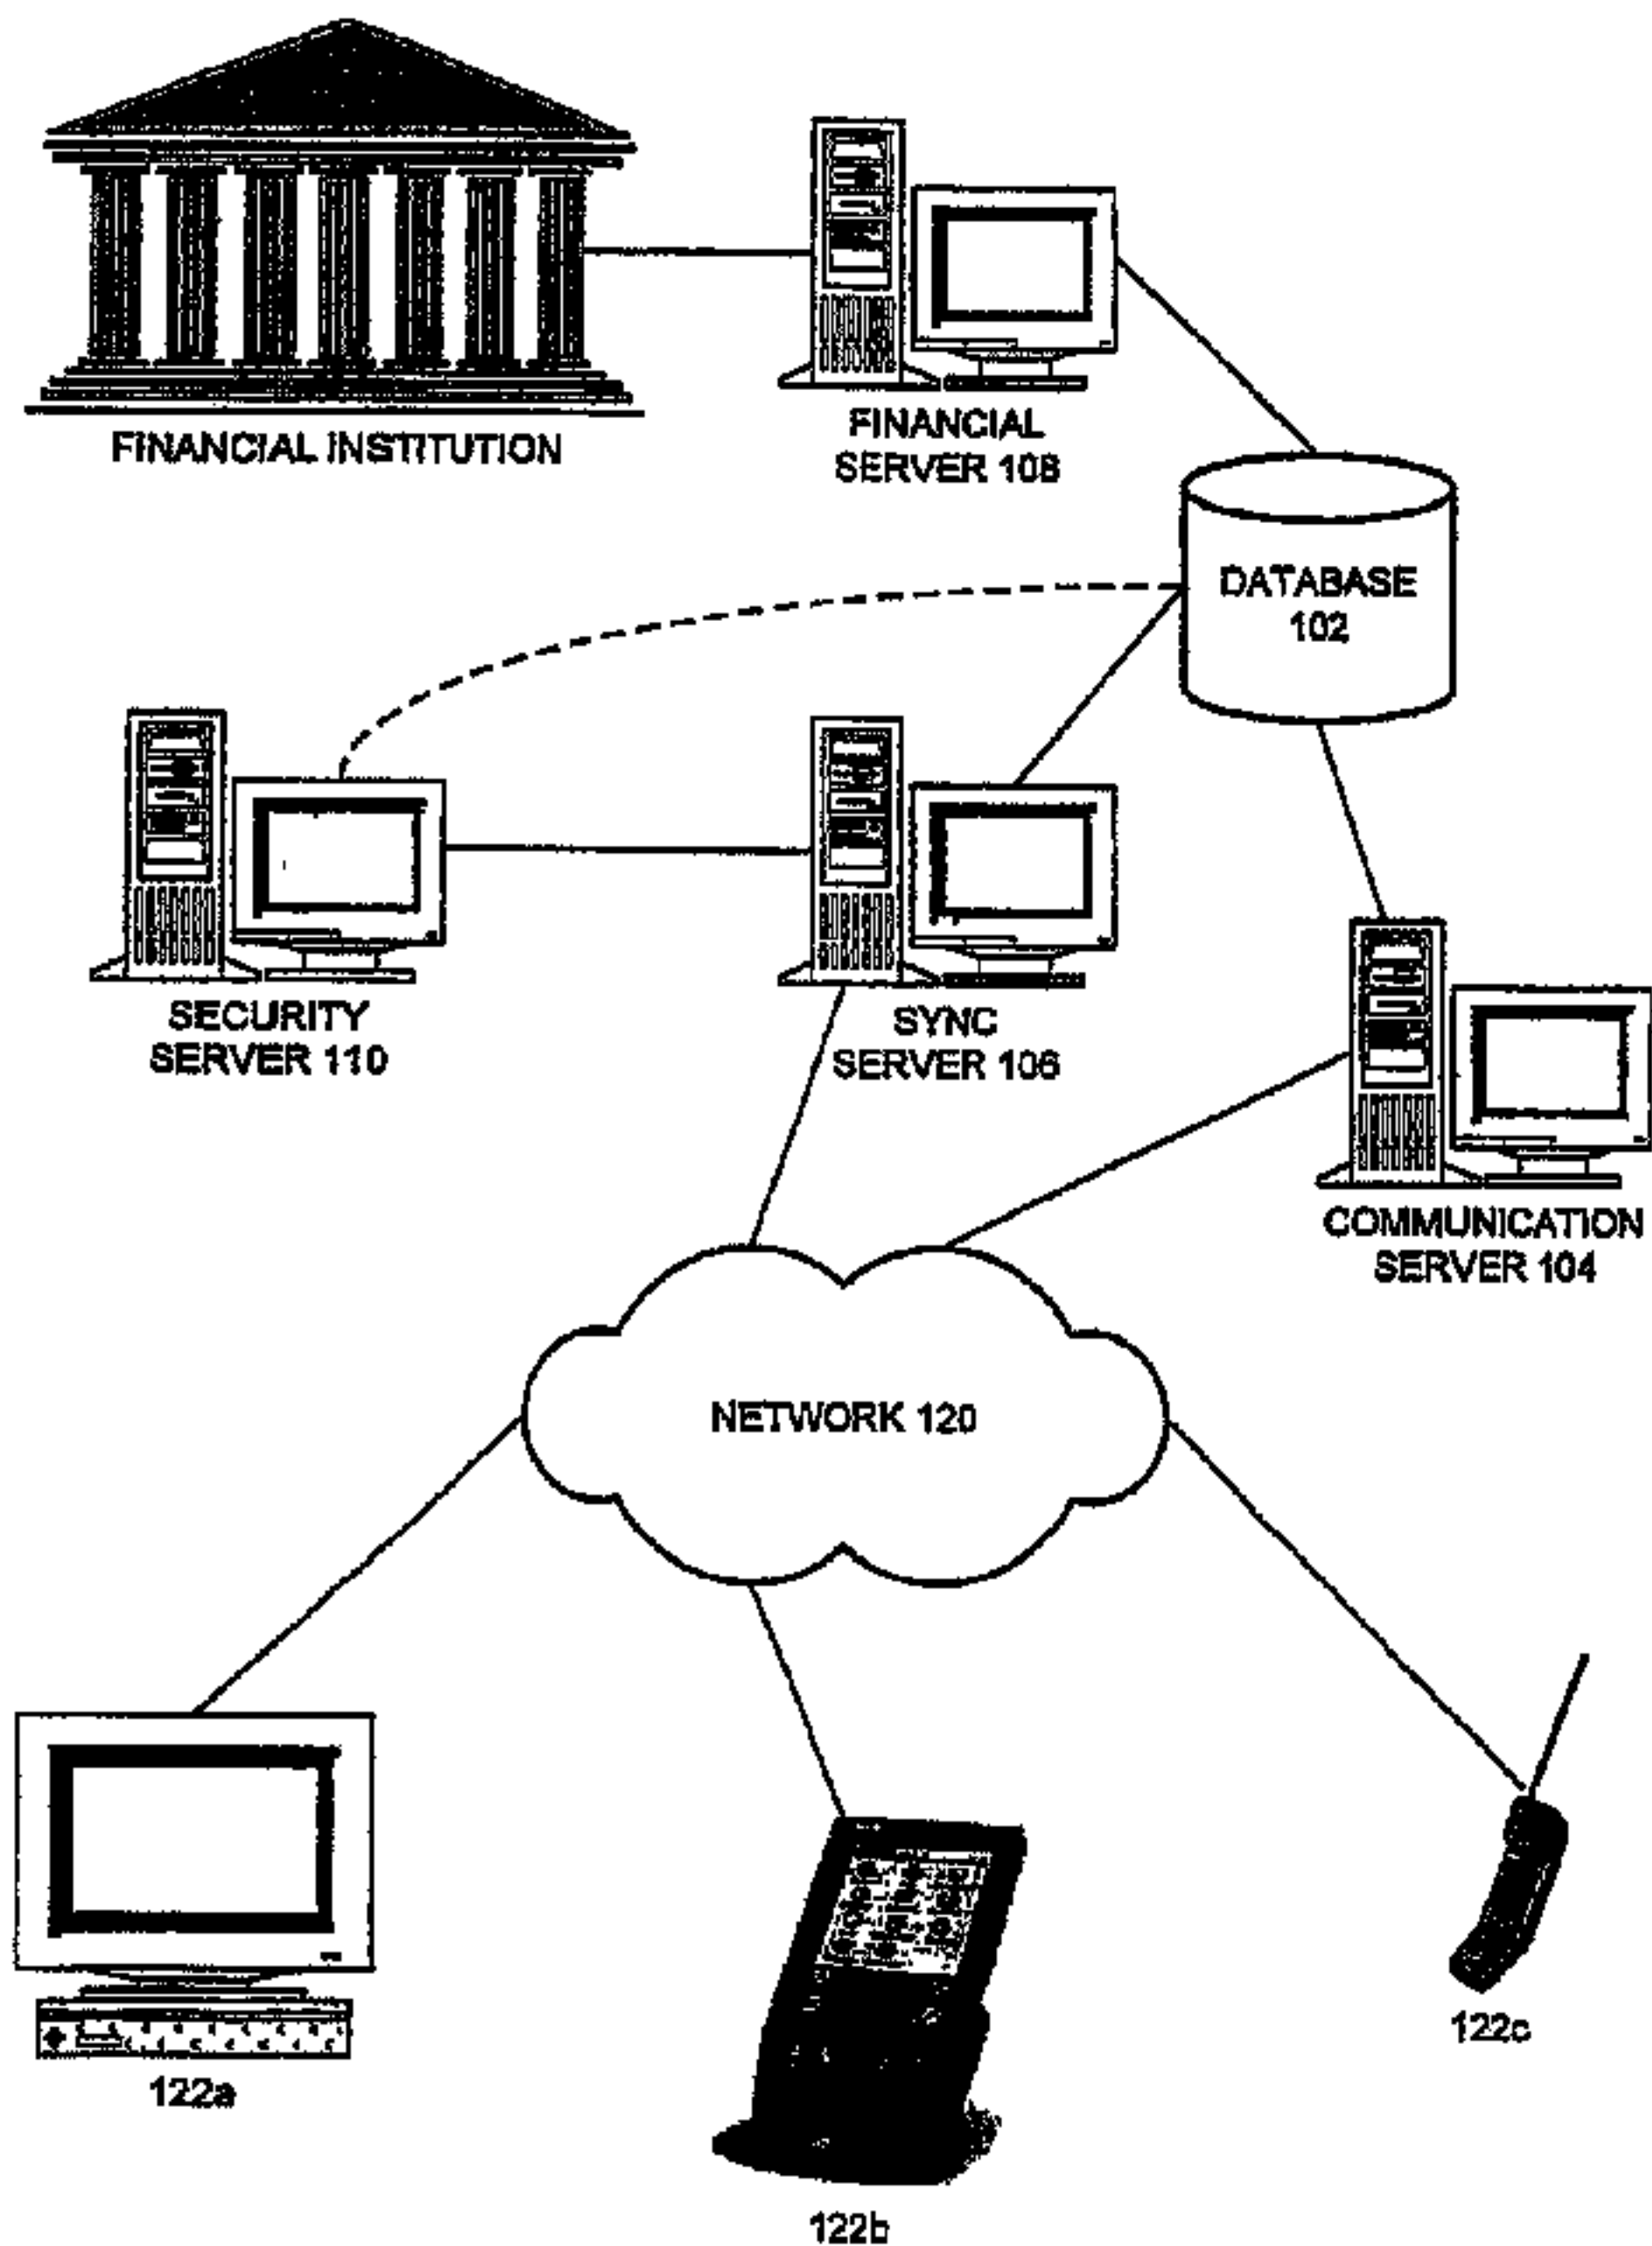 FINANCIAL INSTITUTION
FINANCIAL
SERVER 108
DATABASE
102
SECURITY
SERVER 110
SYNC
SERVER 106
COMMUNICATION
SERVER 104
NETWORK 120
122a
122b
122c